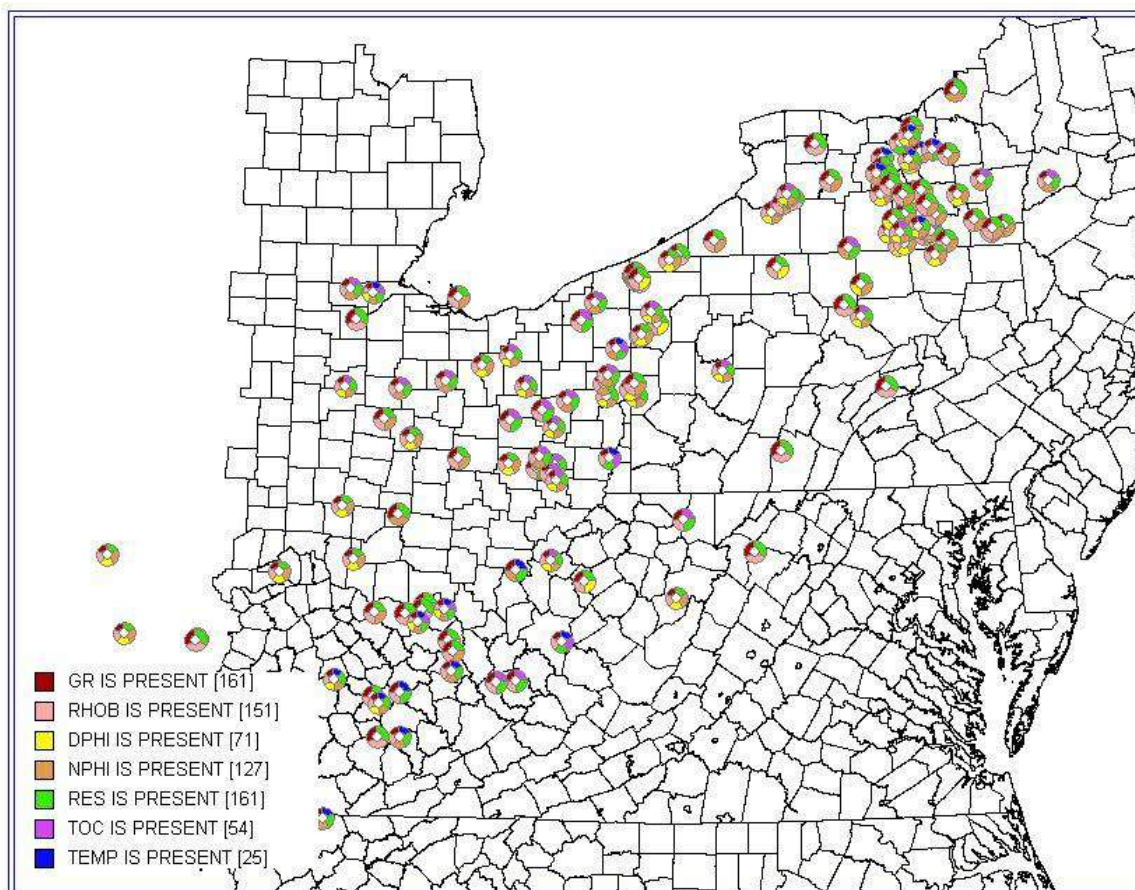 GR IS PRESENT [161]
RHOB IS PRESENT [151]
DPHI IS PRESENT [71]
NPHI IS PRESENT [127]
RES IS PRESENT [161]
TOC IS PRESENT [54]
TEMP IS PRESENT [25]